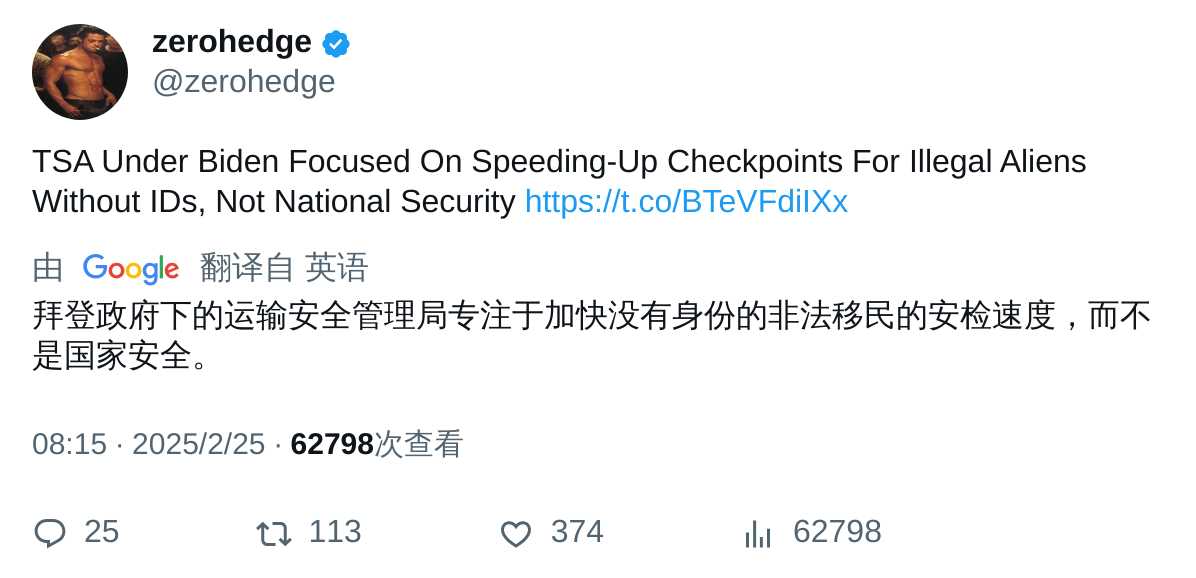 zerohedge
@zerohedge
TSA Under Biden Focused On Speeding-Up Checkpoints For Illegal Aliens
Without IDs, Not National Security https://t.co/BTeVFdiIXx
由 Google 翻译自 英语
拜登政府下的运输安全管理局专注于加快没有身份的非法移民的安检速度，而不
是国家安全。
08:15 · 2025/2/25 · 62798次查看
25 113 374 62798